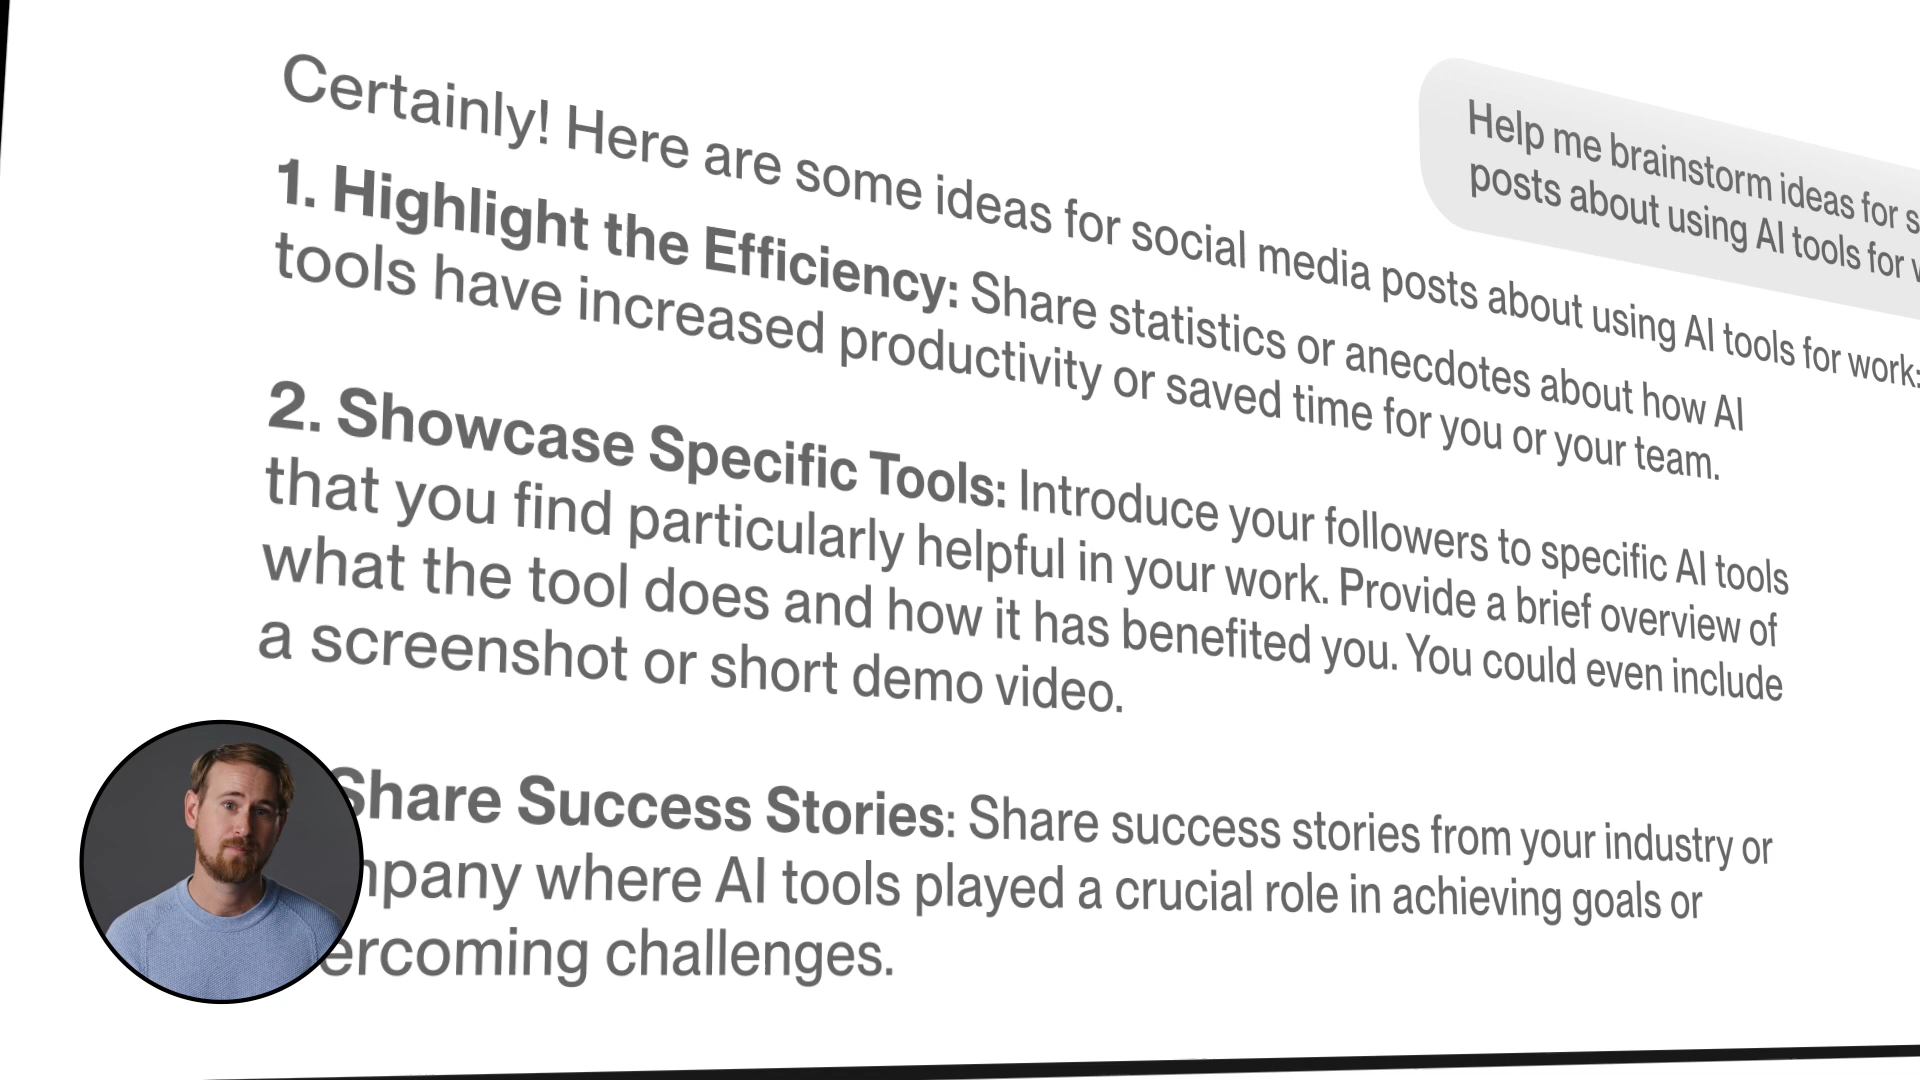 Help me brainstorm ideas for
posts about using AI tools for
Certainly! Here are some ideas for social media posts about using AI tools for work:
1. Highlight the Efficiency: Share statistics or anecdotes about how AI
tools have increased productivity or saved time for you or your team.
2. Showcase Specific Tools: Introduce your followers to specific AI tools
that you find particularly helpful in your work. Provide a brief overview of
what the tool does and how it has benefited you. You could even include
a screenshot or short demo video.
Share Success Stories: Share success stories from your industry or
where AI tools played a crucial role in achieving goals or
challenges.